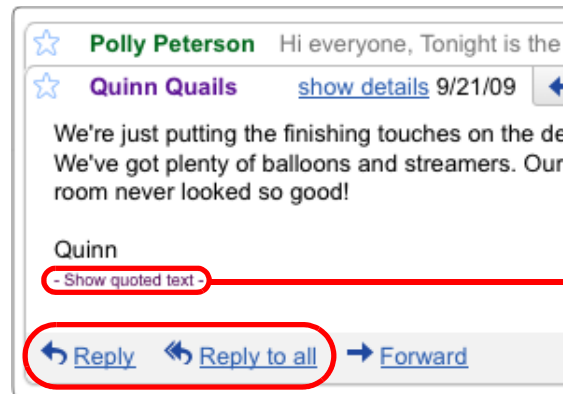 Polly Peterson Hi everyone, Tonight is the
Quinn Quails show details 9/21/09
We're just putting the finishing touches on the de
We've got plenty of balloons and streamers. Our
room never looked so good!
Quinn
- Show quoted text -
Reply Reply to all Forward